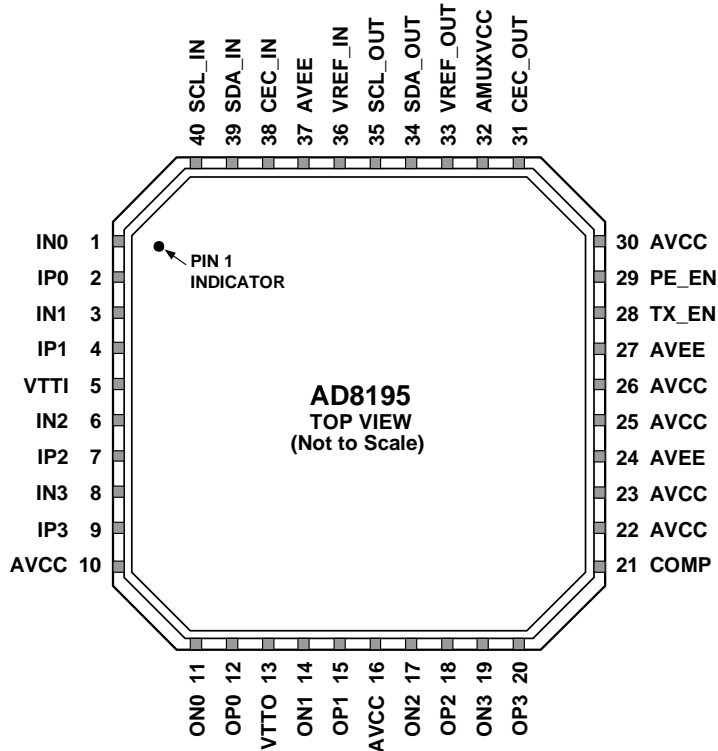 40 SCL_IN
39 SDA_IN
38 CEC_IN
37 AVEE
36 VREF_IN
35 SCL_OUT
34 SDA_OUT
33 VREF_OUT
32 AMUXVCC
31 CEC_OUT
IN0 1
IP0 2
IN1 3
IP1 4
VTTI 5
IN2 6
IP2 7
IN3 8
IP3 9
AVCC 10
PIN 1
INDICATOR
AD8195
TOP VIEW
(Not to Scale)
30 AVCC
29 PE_EN
28 TX_EN
27 AVEE
26 AVCC
25 AVCC
24 AVEE
23 AVCC
22 AVCC
21 COMP
ON0 11
OP0 12
VTTO 13
ON1 14
OP1 15
AVCC 16
ON2 17
OP2 18
ON3 19
OP3 20